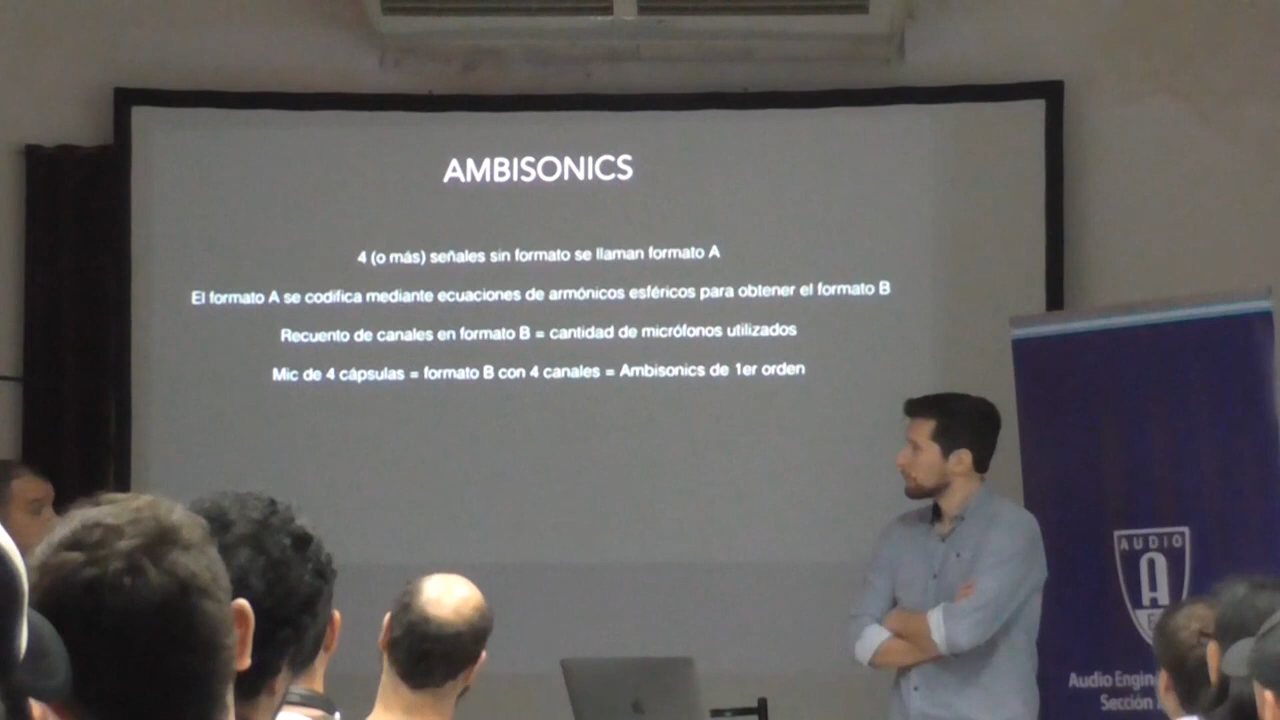 AMBISONICS
4 (o más) señales sin formato se llaman formato A
El formato A se codifica mediante ecuaciones de armónicos esféricos para obtener el formato B
Recuento de canales en formato B = cantidad de micrófonos utilizados
Mic de 4 cápsulas = formato B con 4 canales = Ambisonics de 1er orden
AUDIO
A
E
Audio Engin
Sección